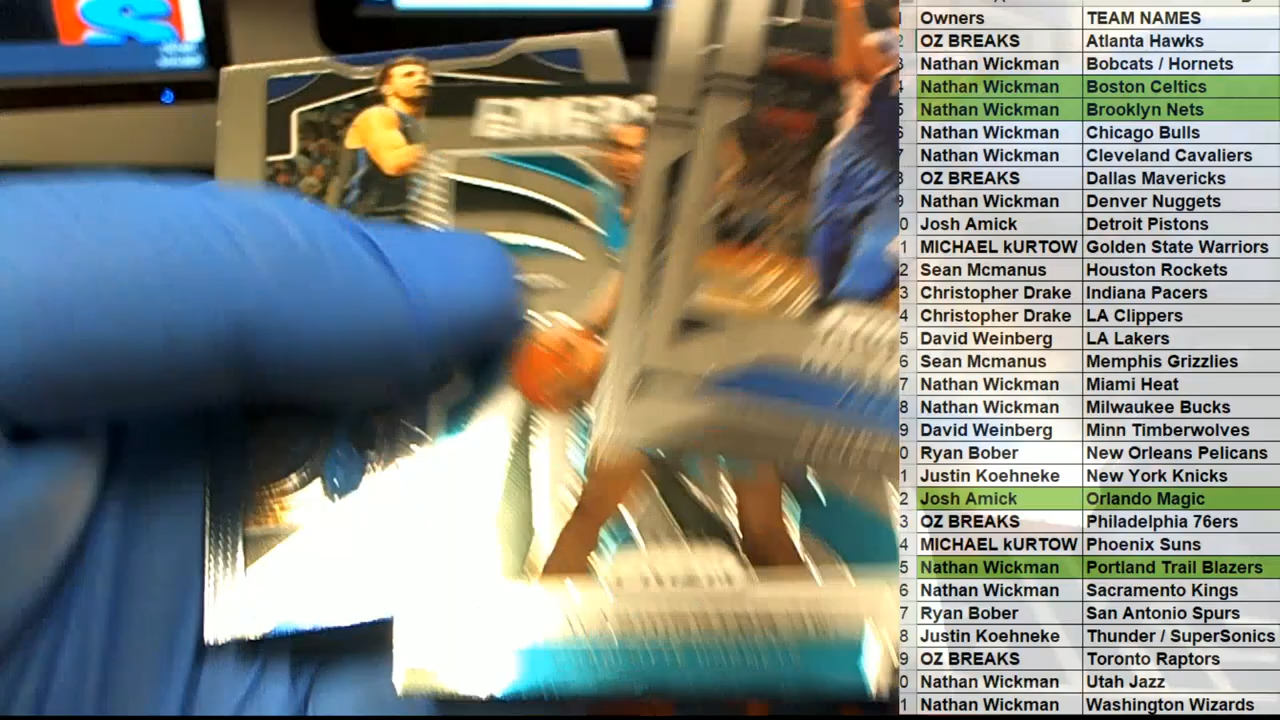 Owners TEAM NAMES
OZ BREAKS Atlanta Hawks
Nathan Wickman Bobcats / Hornets
Nathan Wickman Boston Celtics
Nathan Wickman Brooklyn Nets
Nathan Wickman Chicago Bulls
Nathan Wickman Cleveland Cavaliers
OZ BREAKS Dallas Mavericks
Nathan Wickman Denver Nuggets
Josh Amick Detroit Pistons
MICHAEL kURTOW Golden State Warriors
Sean Mcmanus Houston Rockets
Christopher Drake Indiana Pacers
Christopher Drake LA Clippers
David Weinberg LA Lakers
Sean Mcmanus Memphis Grizzlies
Nathan Wickman Miami Heat
Nathan Wickman Milwaukee Bucks
David Weinberg Minn Timberwolves
Ryan Bober New Orleans Pelicans
Justin Koehneke New York Knicks
Josh Amick Orlando Magic
OZ BREAKS Philadelphia 76ers
MICHAEL kURTOW Phoenix Suns
Nathan Wickman Portland Trail Blazers
Nathan Wickman Sacramento Kings
Ryan Bober San Antonio Spurs
Justin Koehneke Thunder / SuperSonics
OZ BREAKS Toronto Raptors
Nathan Wickman Utah Jazz
Nathan Wickman Washington Wizards